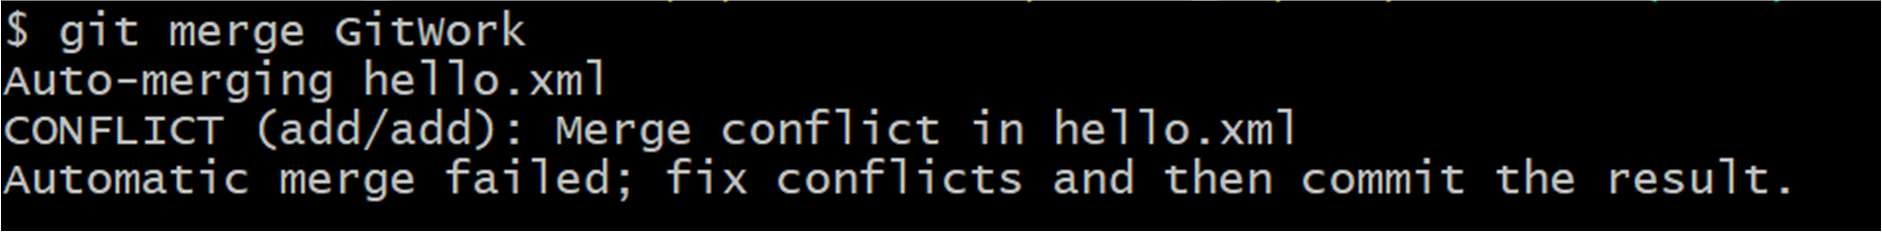 $ git merge GitWork
Auto-merging hello.xml
CONFLICT (add/add): Merge conflict in hello.xml
Automatic merge failed; fix conflicts and then commit the result.